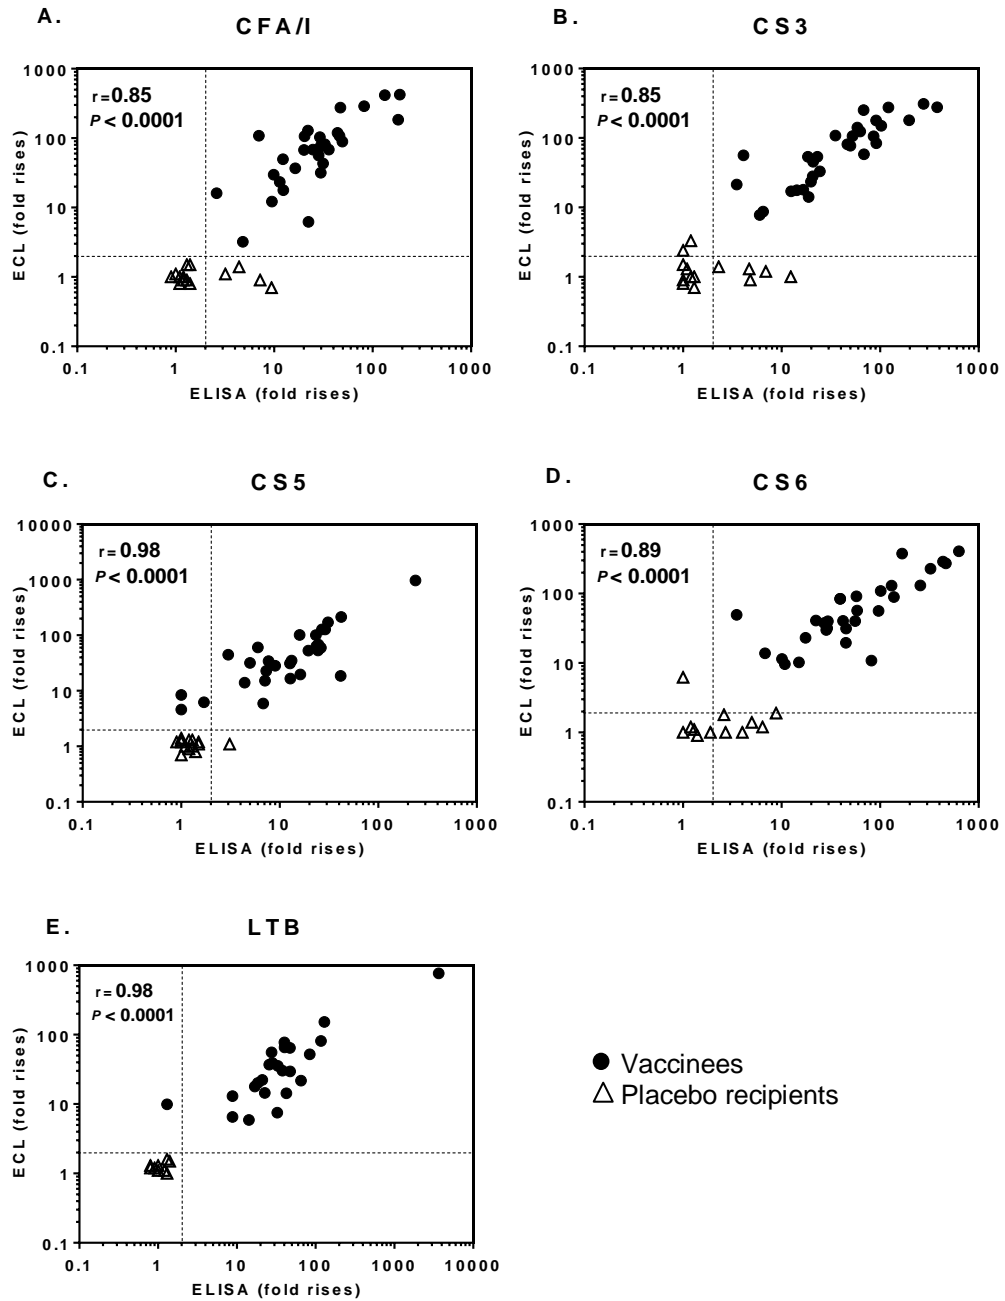 A.
CFA/I
1000
100
10
1
0.1
ECL (fold rises)
r = 0.85
P < 0.0001
0.1 1 10 100 1000
ELISA (fold rises)
B.
CS3
1000
100
10
1
0.1
ECL (fold rises)
r = 0.85
P < 0.0001
0.1 1 10 100 1000
ELISA (fold rises)
C.
CS5
10000
1000
100
10
1
0.1
ECL (fold rises)
r = 0.98
P < 0.0001
0.1 1 10 100 1000
ELISA (fold rises)
D.
CS6
1000
100
10
1
0.1
ECL (fold rises)
r = 0.89
P < 0.0001
0.1 1 10 100 1000
ELISA (fold rises)
E.
LTB
1000
100
10
1
0.1
ECL (fold rises)
r = 0.98
P < 0.0001
0.1 1 10 100 1000 10000
ELISA (fold rises)
Vaccinees
Placebo recipients